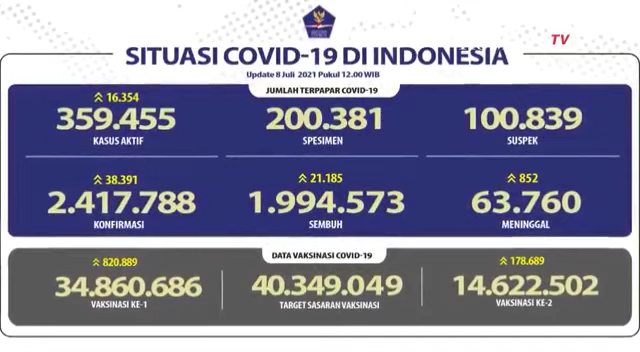 TV
SITUASI COVID-19 DI INDONESIA
Update 8 Juli 2021 Pukul 12.00 WIB
JUMLAH TERPAPAR COVID-19
16.354
359.455
KASUS AKTIF
200.381
SPESIMEN
100.839
SUSPEK
38.391
2.417.788
KONFIRMASI
21.185
1.994.573
SEMBUH
852
63.760
MENINGGAL
DATA VAKSINASI COVID-19
820.889
34.860.686
VAKSINASI KE-1
40.349.049
TARGET SASARAN VAKSINASI
178.689
14.622.502
VAKSINASI KE-2